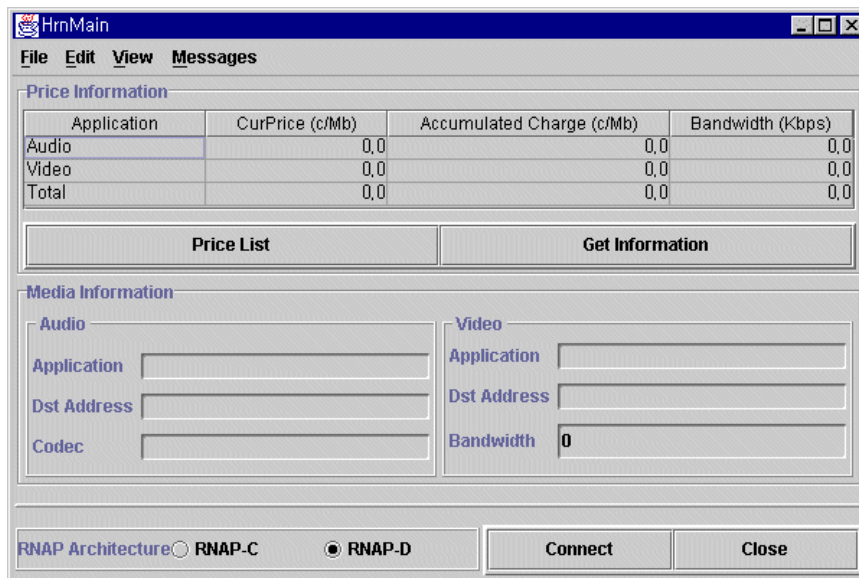 HrnMain
File Edit View Messages
Price Information
Application CurPrice (c/Mb) Accumulated Charge (c/Mb) Bandwidth (Kbps)
Audio 0,0 0,0 0,0
Video 0,0 0,0 0,0
Total 0,0 0,0 0,0
Price List Get Information
Media Information
Audio Video
Application Application
Dst Address Dst Address
Codec Bandwidth 0
RNAP Architecture RNAP-C RNAP-D Connect Close